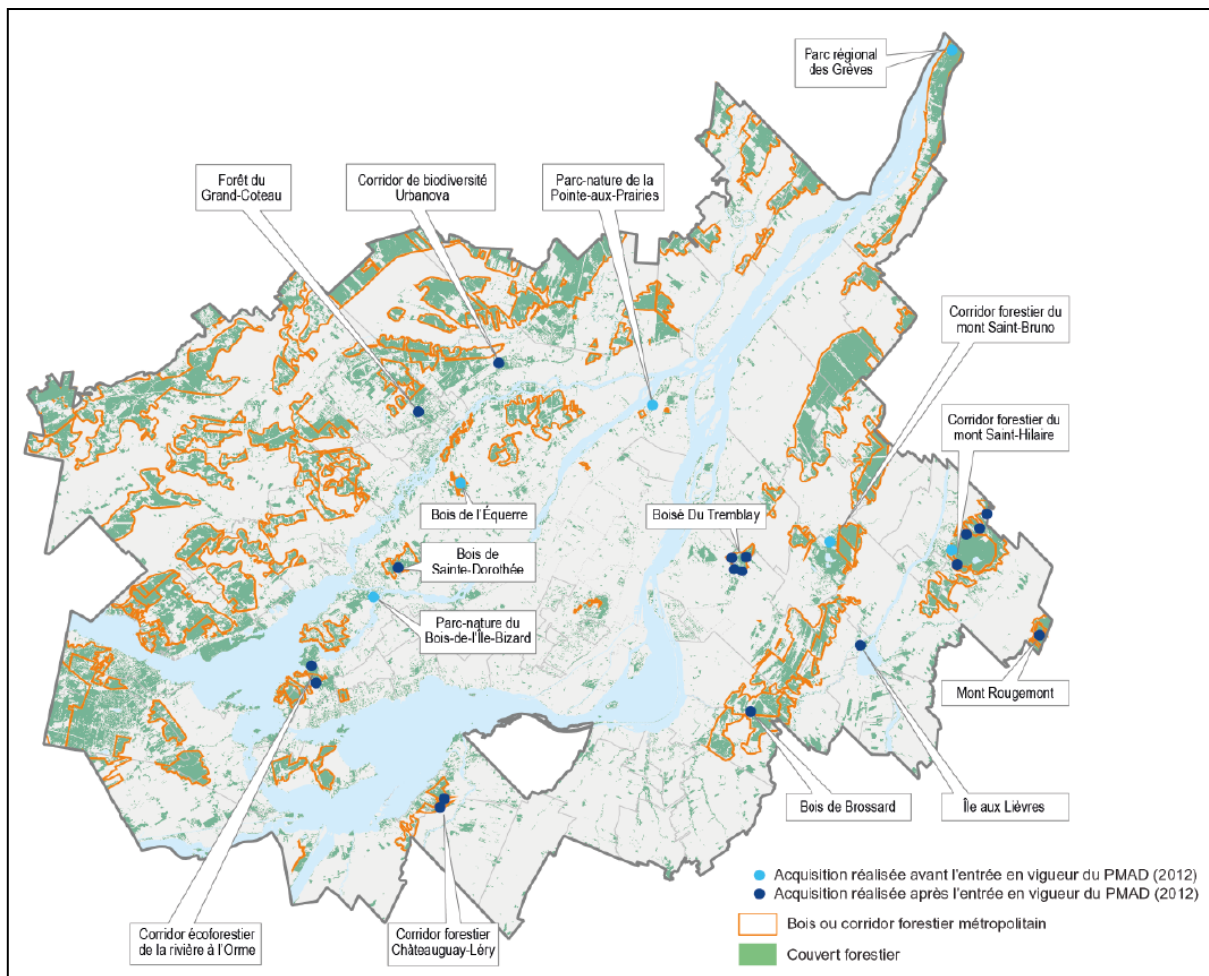 Parc régional
des Grèves
Forêt du
Grand-Coteau
Corridor de biodiversité
Urbanova
Parc-nature de la
Pointe-aux-Prairies
Corridor forestier du
mont Saint-Bruno
Corridor forestier du
mont Saint-Hilaire
Bois de l'Équerre
Boisé Du Tremblay
Bois de
Sainte-Dorothée
Parc-nature du
Bois-de-l'Île-Bizard
Mont Rougemont
Bois de Brossard
Île aux Lièvres
Corridor écoforestier
de la rivière à l'Orme
Corridor forestier
Châteauguay-Léry
Acquisition réalisée avant l'entrée en vigueur du PMAD (2012)
Acquisition réalisée après l'entrée en vigueur du PMAD (2012)
Bois ou corridor forestier métropolitain
Couvert forestier